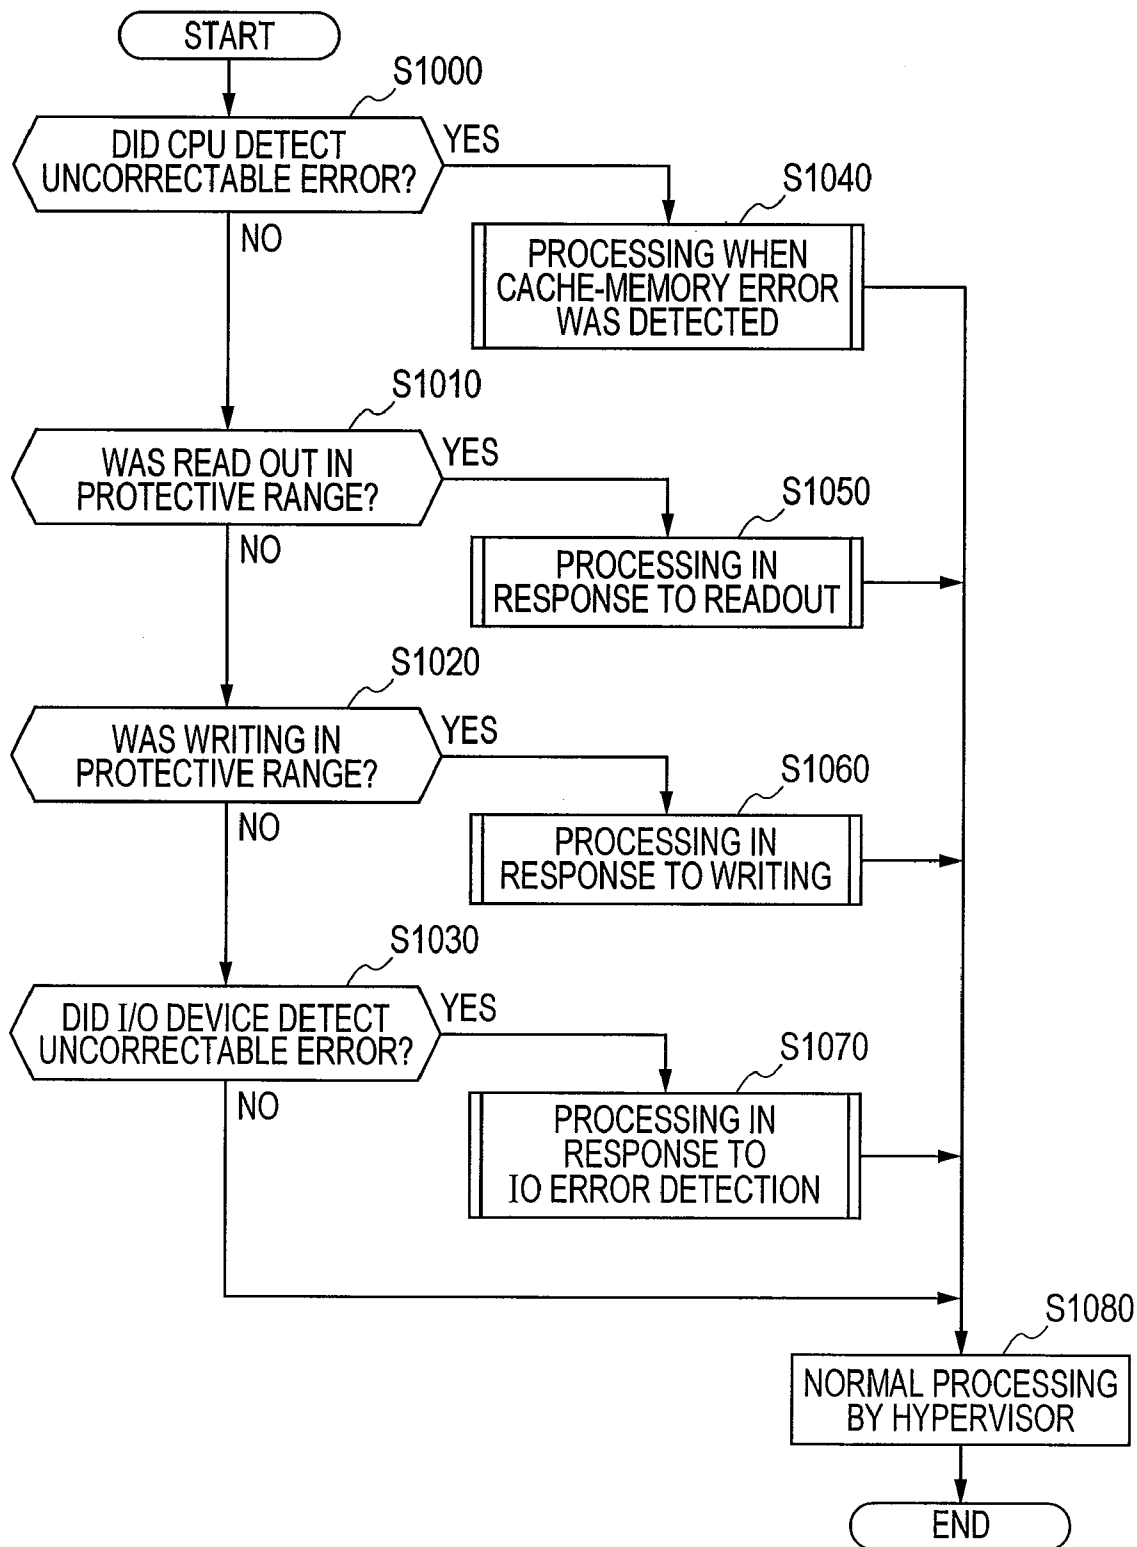 START
S1000
DID CPU DETECT
UNCORRECTABLE ERROR?
YES
NO
S1040
PROCESSING WHEN
CACHE-MEMORY ERROR
WAS DETECTED
S1010
WAS READ OUT IN
PROTECTIVE RANGE?
YES
NO
S1050
PROCESSING IN
RESPONSE TO READOUT
S1020
WAS WRITING IN
PROTECTIVE RANGE?
YES
NO
S1060
PROCESSING IN
RESPONSE TO WRITING
S1030
DID I/O DEVICE DETECT
UNCORRECTABLE ERROR?
YES
NO
S1070
PROCESSING IN
RESPONSE TO
IO ERROR DETECTION
S1080
NORMAL PROCESSING
BY HYPERVISOR
END